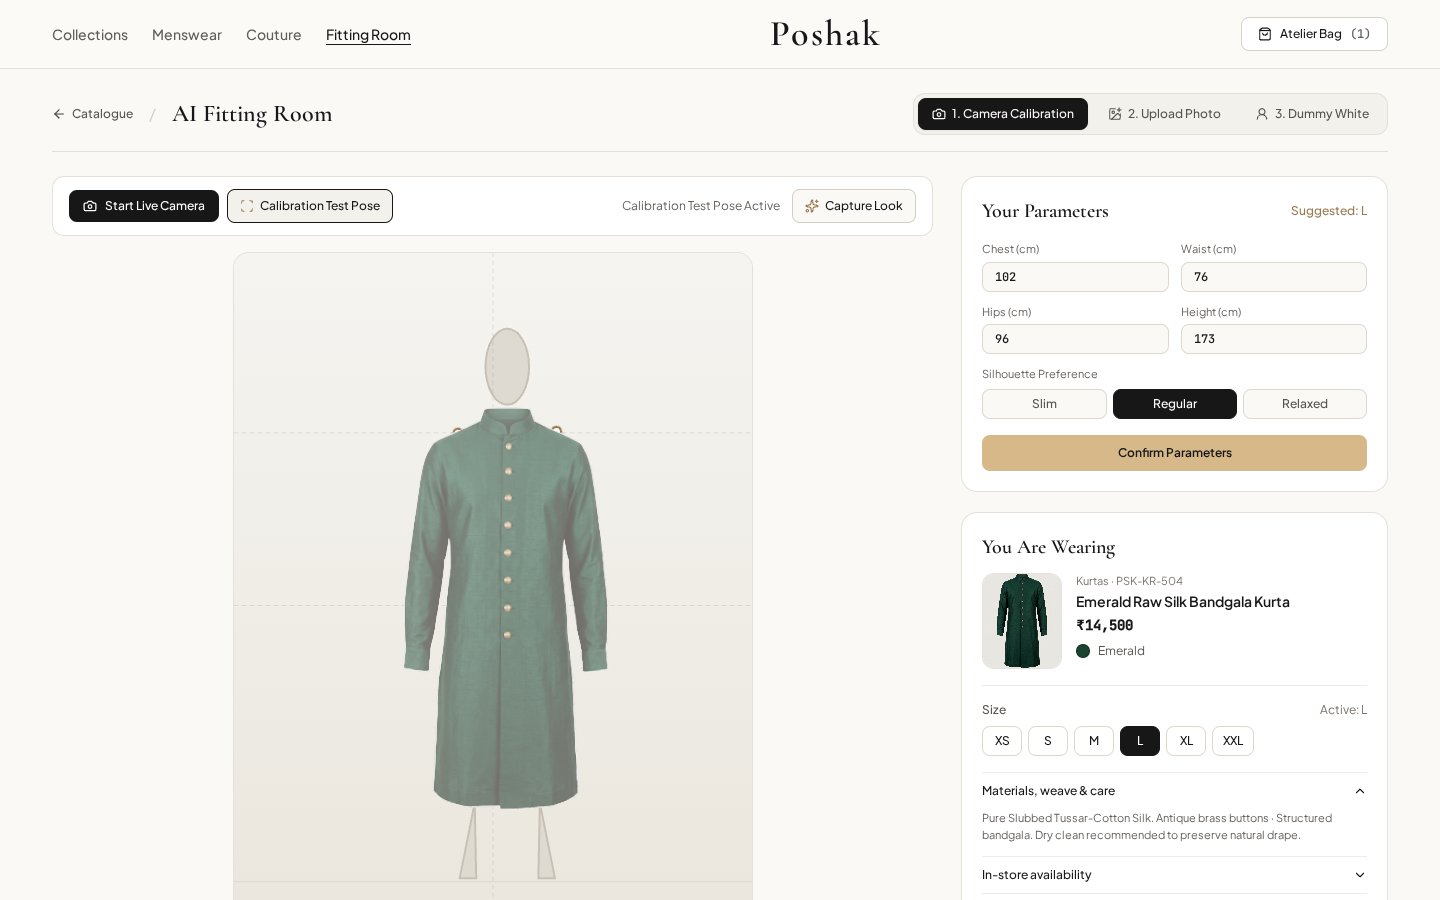 Collections Menswear Couture Fitting Room Poshak Atelier Bag (1)
Catalogue / AI Fitting Room 1. Camera Calibration 2. Upload Photo 3. Dummy White
Start Live Camera Calibration Test Pose Calibration Test Pose Active Capture Look
Your Parameters Suggested: L
Chest (cm) Waist (cm)
102 76
Hips (cm) Height (cm)
96 173
Silhouette Preference
Slim Regular Relaxed
Confirm Parameters
You Are Wearing
Kurtas · PSK-KR-504
Emerald Raw Silk Bandgala Kurta
₹14,500
Emerald
Size Active: L
XS S M L XL XXL
Materials, weave & care
Pure Slubbed Tussar-Cotton Silk. Antique brass buttons · Structured
bandgala. Dry clean recommended to preserve natural drape.
In-store availability